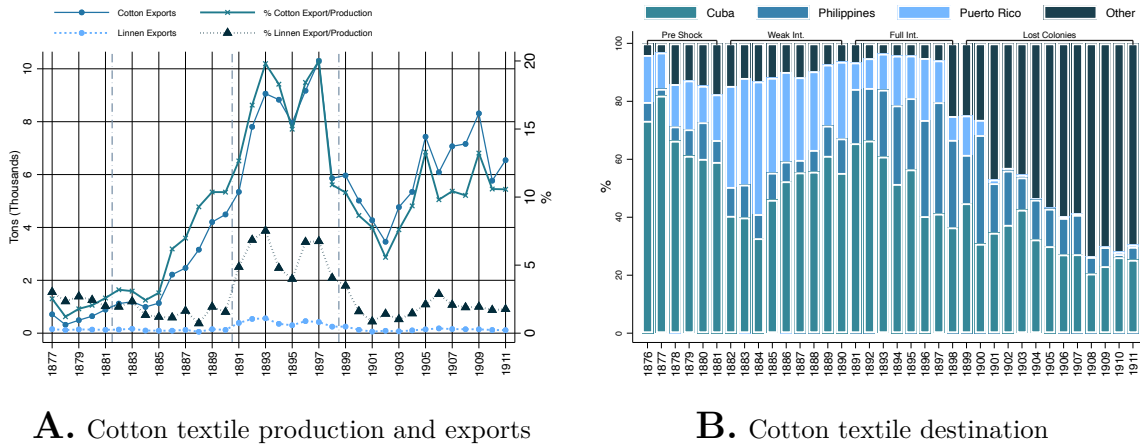 Cotton Exports
% Cotton Export/Production
Linnen Exports
% Linnen Export/Production
Tons (Thousands)
10
8
6
4
2
0
20
15
10
5
0
%
1877 1879 1881 1883 1885 1887 1889 1891 1893 1895 1897 1899 1901 1903 1905 1907 1909 1911
A. Cotton textile production and exports
Cuba Philippines Puerto Rico Other
Pre Shock Weak Int. Full Int. Lost Colonies
%
100
80
60
40
20
0
1876 1877 1878 1879 1880 1881 1882 1883 1884 1885 1886 1887 1888 1889 1890 1891 1892 1893 1894 1895 1896 1897 1898 1899 1900 1901 1902 1903 1904 1905 1906 1907 1908 1909 1910 1911
B. Cotton textile destination